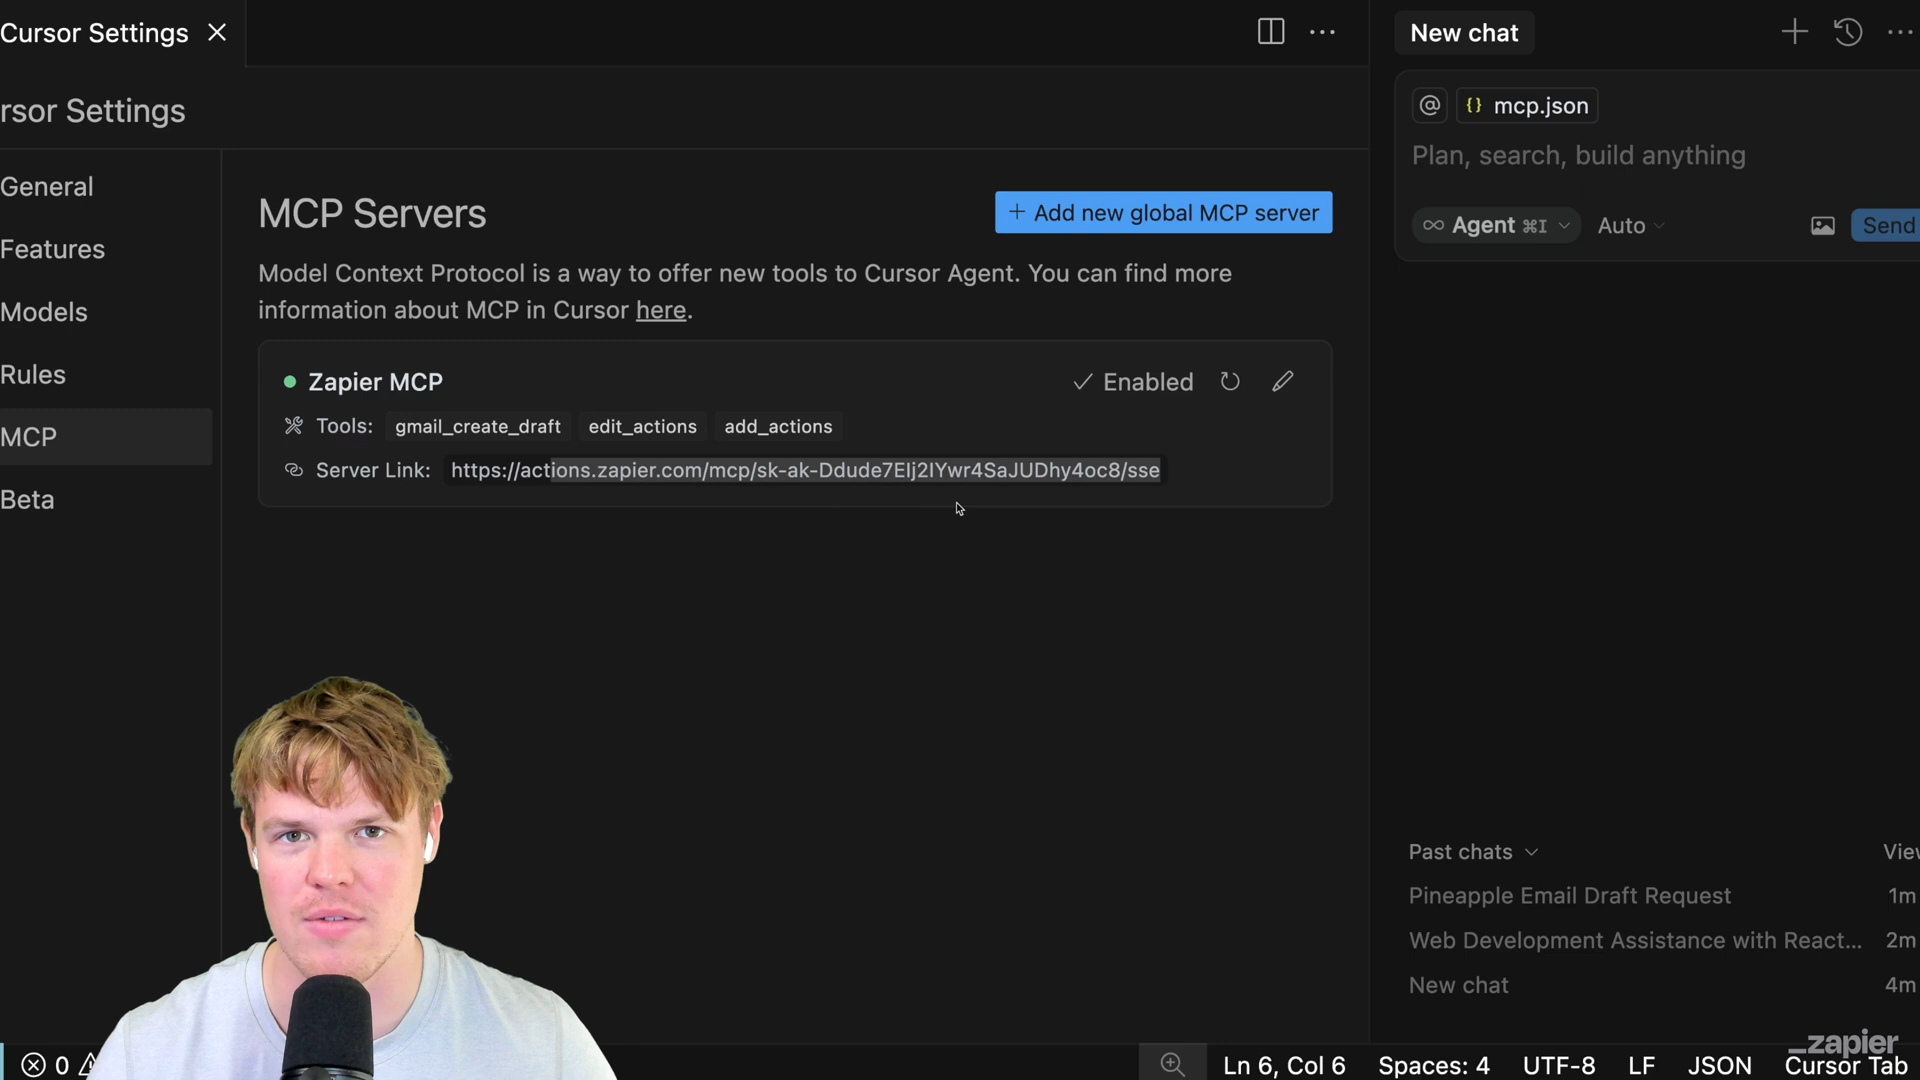 Cursor Settings
rsor Settings
General
Features
Models
Rules
MCP
Beta
MCP Servers
+ Add new global MCP server
Model Context Protocol is a way to offer new tools to Cursor Agent. You can find more
information about MCP in Cursor here.
Zapier MCP
Enabled
Tools: gmail_create_draft edit_actions add_actions
Server Link: https://actions.zapier.com/mcp/sk-ak-Ddude7EIj2IYwr4SaJUDhy4oc8/sse
New chat
@ {} mcp.json
Plan, search, build anything
∞ Agent ⌘I Auto
Send
Past chats
View
Pineapple Email Draft Request 1m
Web Development Assistance with React... 2m
New chat 4m
_zapier
0
Ln 6, Col 6 Spaces: 4 UTF-8 LF JSON Cursor Tab